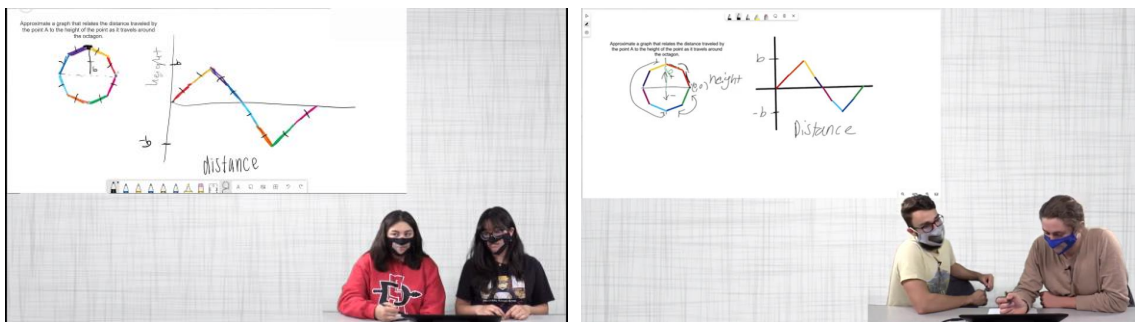 Approximate a graph that relates the distance traveled by
the point A to the height of the point as it travels around
the octagon.
height
b
b
-b
distance
Approximate a graph that relates the distance traveled by
the point A to the height of the point as it travels around
the octagon.
height
b
-b
Distance